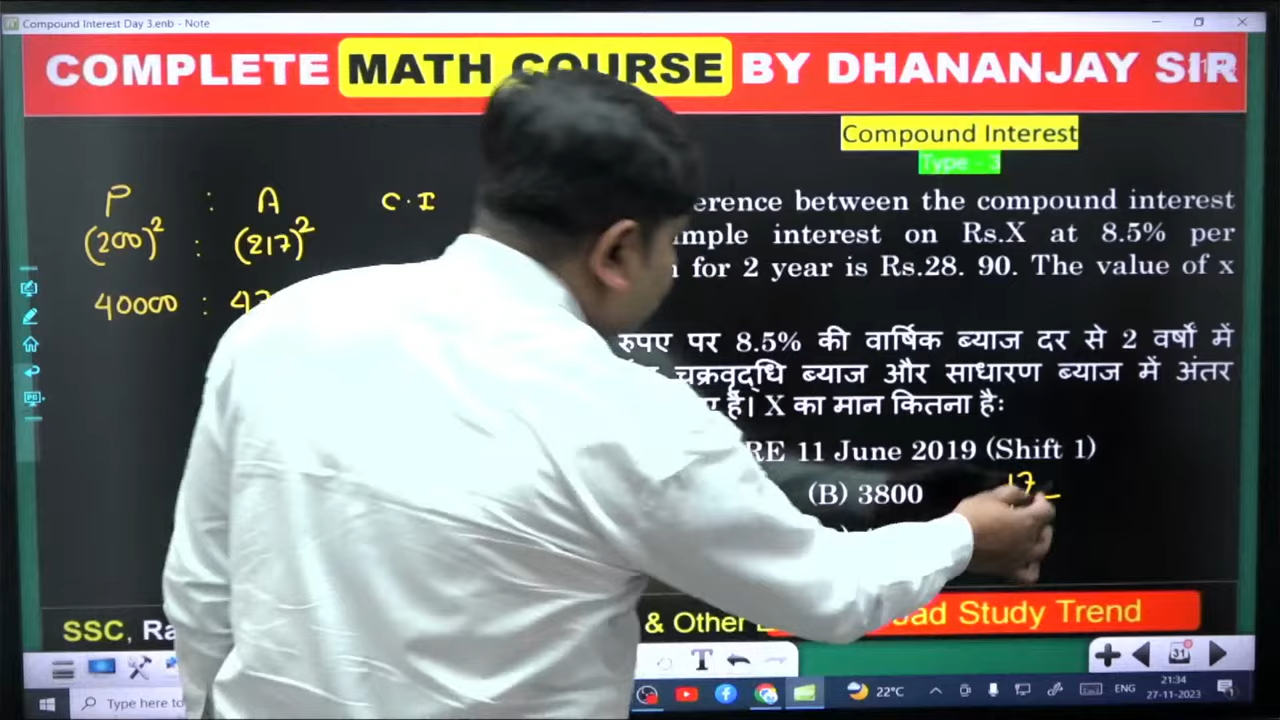 Compound Interest Day 3.enb - Note
COMPLETE MATH COURSE BY DHANANJAY SIR
Compound Interest
Type - 3
P : A C.I
(200)² : (217)²
40000 :
between the compound interest
interest on Rs.X at 8.5% per
for 2 year is Rs.28. 90. The value of x
रुपए पर 8.5% की वार्षिक ब्याज दर से 2 वर्षों में
चक्रवृद्धि ब्याज और साधारण ब्याज में अंतर
है। X का मान कितना हैः
11 June 2019 (Shift 1)
(B) 3800
17
SSC,
& Other
Study Trend
T
31
Type here to
22°C
ENG
21:34
27-11-2023